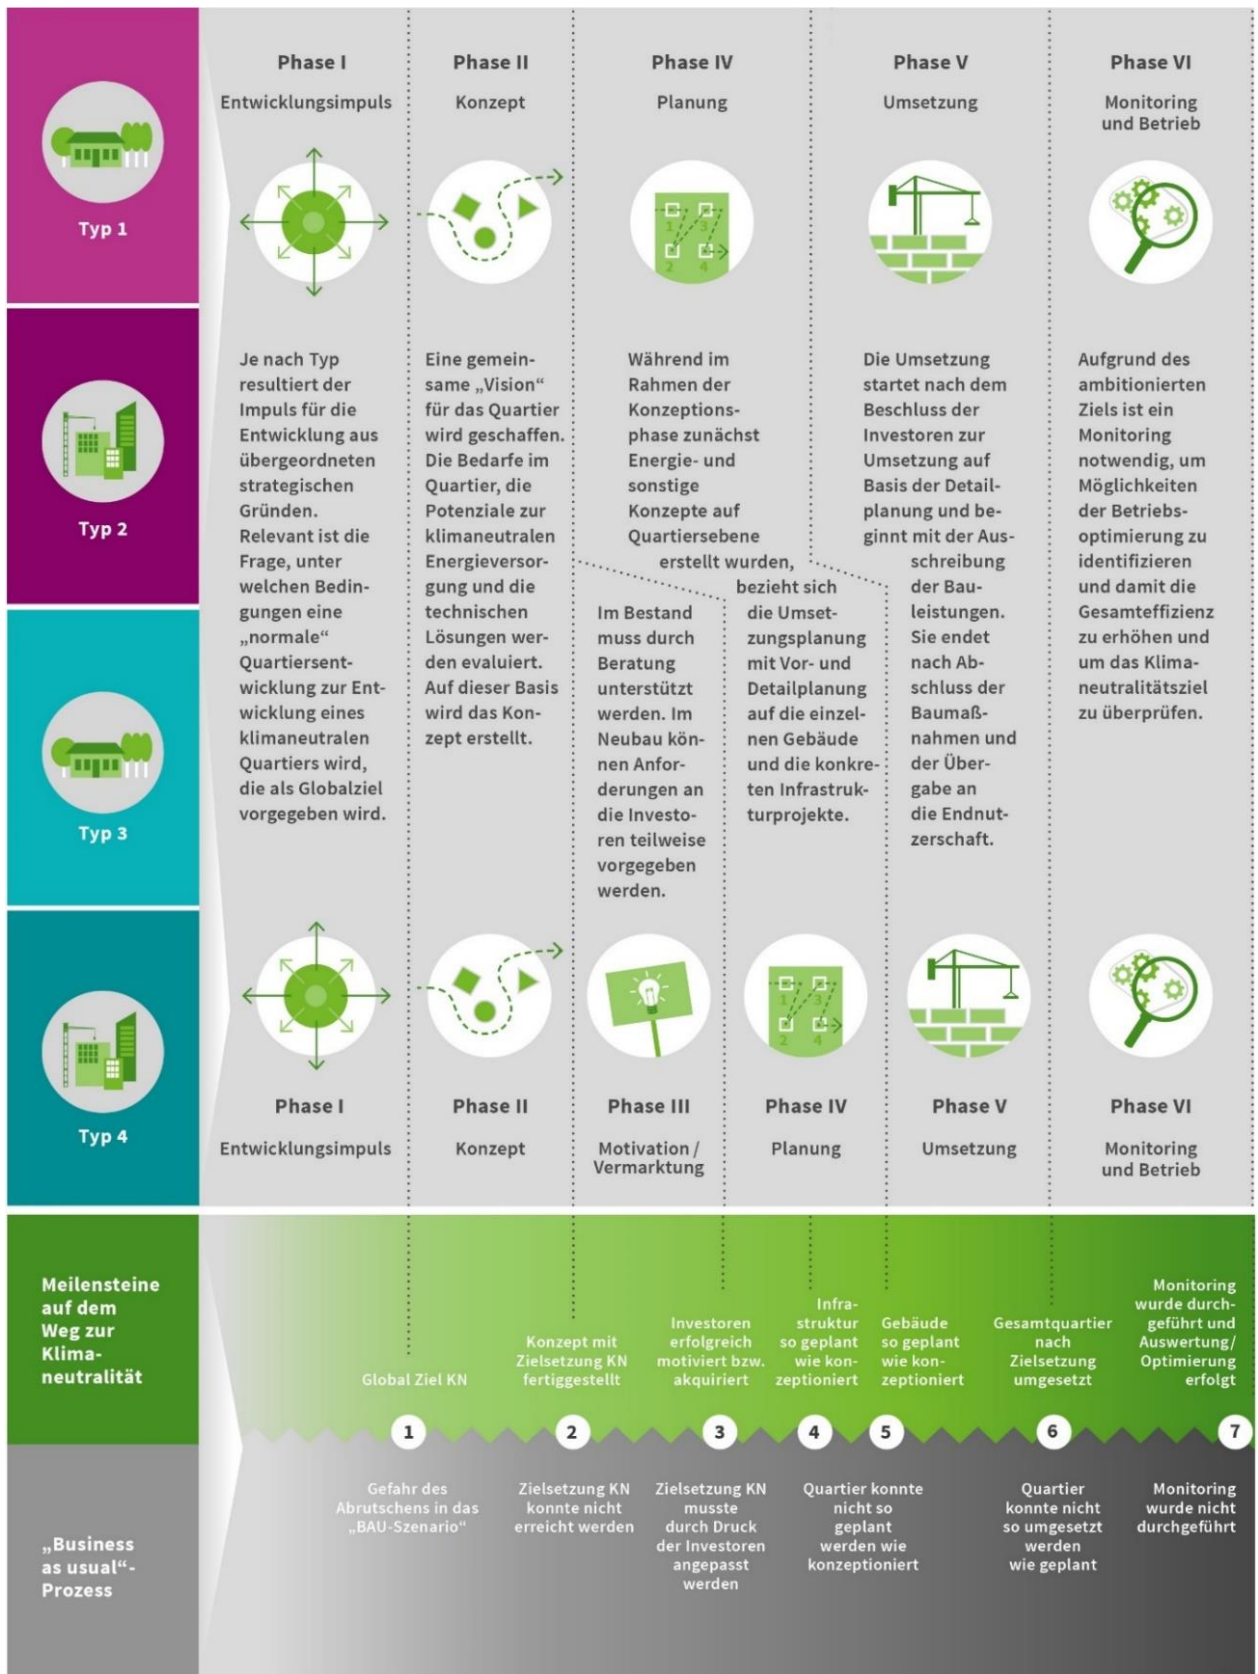 Typ 1
Typ 2
Typ 3
Typ 4
Phase I
Entwicklungsimpuls
Phase II
Konzept
Phase IV
Planung
Phase V
Umsetzung
Phase VI
Monitoring
und Betrieb
1
3
2
4
Je nach Typ
resultiert der
Impuls für die
Entwicklung aus
übergeordneten
strategischen
Gründen.
Relevant ist die
Frage, unter
welchen Bedin-
gungen eine
„normale“
Quartiersent-
wicklung zur Ent-
wicklung eines
klimaneutralen
Quartiers wird,
die als Globalziel
vorgegeben wird.
Eine gemein-
same „Vision“
für das Quartier
wird geschaffen.
Die Bedarfe im
Quartier, die
Potenziale zur
klimaneutralen
Energieversor-
gung und die
technischen
Lösungen wer-
den evaluiert.
Auf dieser Basis
wird das Kon-
zept erstellt.
Im Bestand
muss durch
Beratung
unterstützt
werden. Im
Neubau kön-
nen Anfor-
derungen an
die Investo-
ren teilweise
vorgegeben
werden.
Während im
Rahmen der
Konzeptions-
phase zunächst
Energie- und
sonstige
Konzepte auf
Quartiersebene
erstellt wurden,
bezieht sich
die Umset-
zungsplanung
mit Vor- und
Detailplanung
auf die einzel-
nen Gebäude
und die konkre-
ten Infrastruk-
turprojekte.
Die Umsetzung
startet nach dem
Beschluss der
Investoren zur
Umsetzung auf
Basis der Detail-
planung und be-
ginnt mit der Aus-
schreibung
der Bau-
leistungen.
Sie endet
nach Ab-
schluss der
Baumaß-
nahmen und
der Über-
gabe an
die Endnut-
zerschaft.
Aufgrund des
ambitionierten
Ziels ist ein
Monitoring
notwendig, um
Möglichkeiten
der Betriebs-
optimierung zu
identifizieren
und damit die
Gesamteffizienz
zu erhöhen und
um das Klima-
neutralitätsziel
zu überprüfen.
1
3
2
4
Phase I
Entwicklungsimpuls
Phase II
Konzept
Phase III
Motivation /
Vermarktung
Phase IV
Planung
Phase V
Umsetzung
Phase VI
Monitoring
und Betrieb
Meilensteine
auf dem
Weg zur
Klima-
neutralität
Global Ziel KN
Konzept mit
Zielsetzung KN
fertiggestellt
Investoren
erfolgreich
motiviert bzw.
akquiriert
Infra-
struktur
so geplant
wie kon-
zeptioniert
Gebäude
so geplant
wie kon-
zeptioniert
Gesamtquartier
nach
Zielsetzung
umgesetzt
Monitoring
wurde durch-
geführt und
Auswertung/
Optimierung
erfolgt
1
2
3
4
5
6
7
„Business
as usual“-
Prozess
Gefahr des
Abrutschens in das
„BAU-Szenario“
Zielsetzung KN
konnte nicht
erreicht werden
Zielsetzung KN
musste
durch Druck
der Investoren
angepasst
werden
Quartier konnte
nicht so
geplant
werden wie
konzeptioniert
Quartier
konnte nicht
so umgesetzt
werden
wie geplant
Monitoring
wurde nicht
durchgeführt